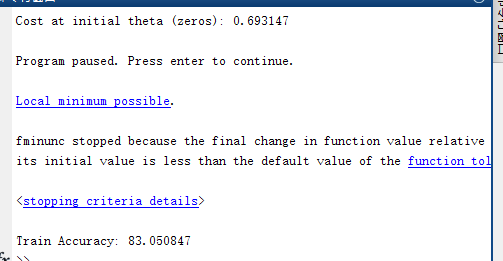 Cost at initial theta (zeros): 0.693147
Program paused. Press enter to continue.
Local minimum possible.
fminunc stopped because the final change in function value relative
its initial value is less than the default value of the function tol
<stopping criteria details>
Train Accuracy: 83.050847
>>